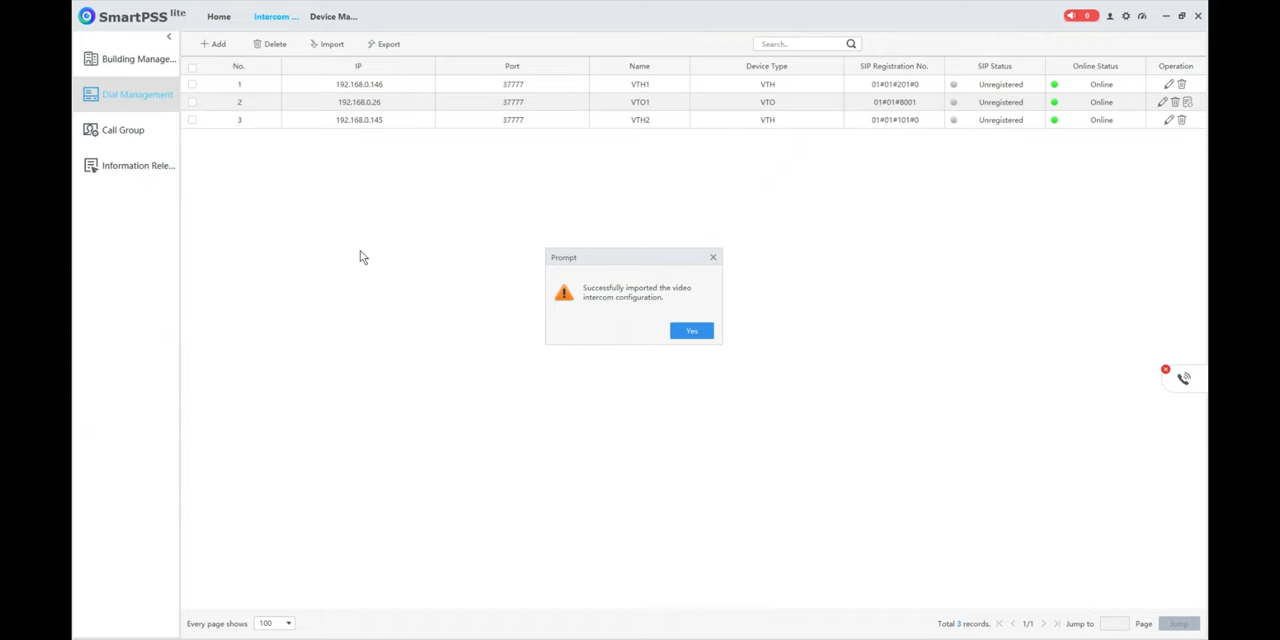 SmartPSS lite
Home
Intercom ...
Device Ma...
0
Building Manage...
Dial Management
Call Group
Information Rele...
Add
Delete
Import
Export
Search..
No. IP Port Name Device Type SIP Registration No. SIP Status Online Status Operation
1 192.168.0.146 37777 VTH1 VTH 01#01#201#0 Unregistered Online
2 192.168.0.26 37777 VTO1 VTO 01#01#8001 Unregistered Online
3 192.168.0.145 37777 VTH2 VTH 01#01#101#0 Unregistered Online
Prompt
Successfully imported the video
intercom configuration.
Yes
Every page shows 100
Total 3 records. 1/1 Jump to Page Jump